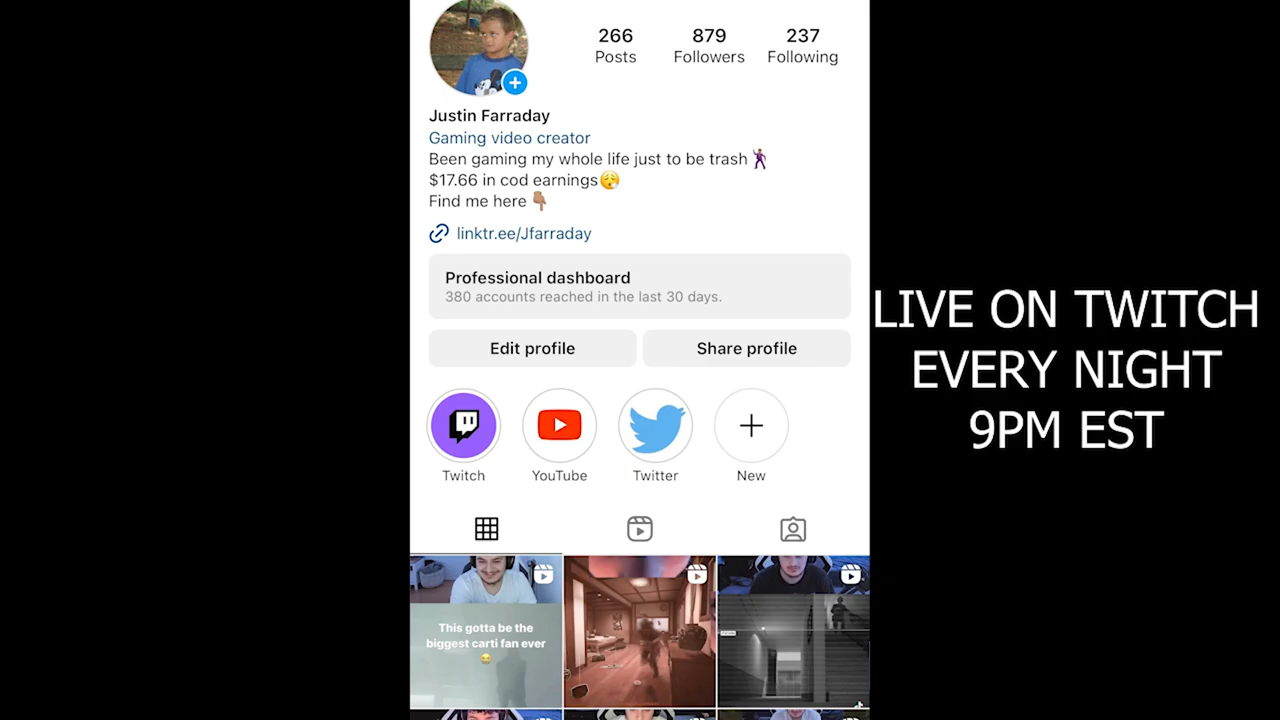 266
Posts
879
Followers
237
Following
Justin Farraday
Gaming video creator
Been gaming my whole life just to be trash🕺🏽
$17.66 in cod earnings😮‍💨
Find me here 👇🏽
linktr.ee/Jfarraday
Professional dashboard
380 accounts reached in the last 30 days.
Edit profile
Share profile
Twitch
YouTube
Twitter
New
This gotta be the
biggest carti fan ever
😂
LIVE ON TWITCH
EVERY NIGHT
9PM EST